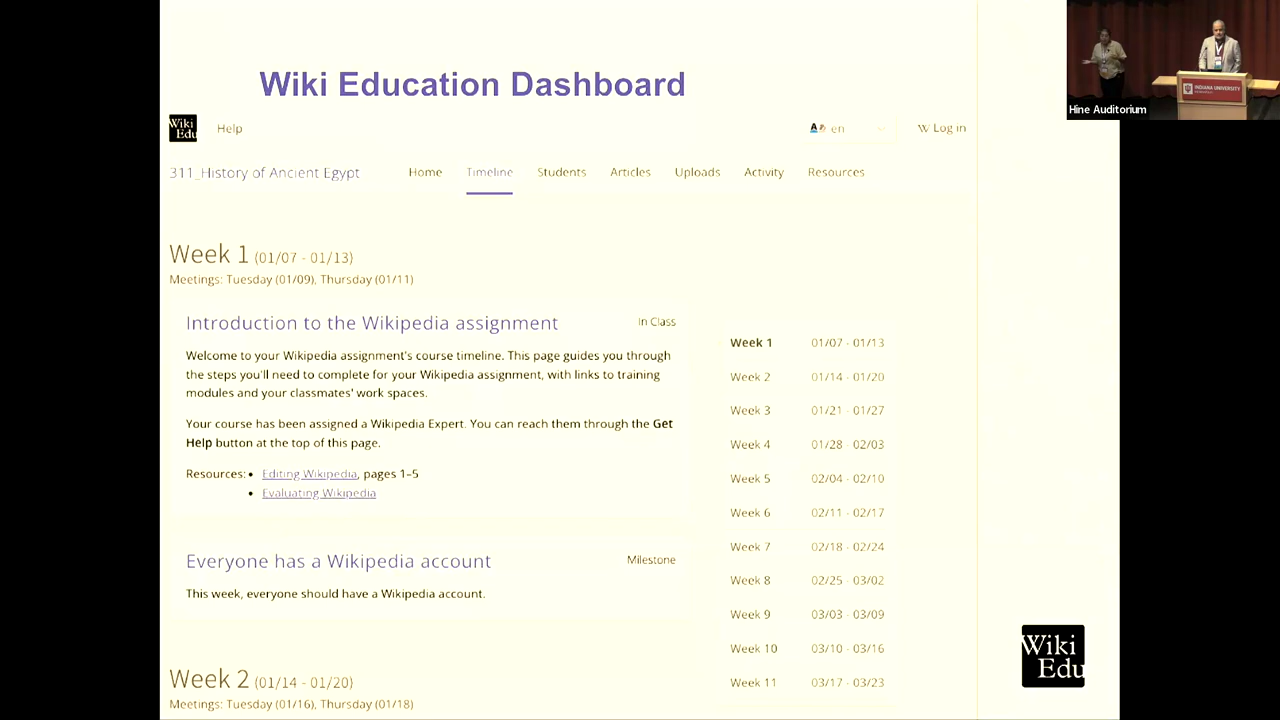 Wiki Education Dashboard
Wiki Edu
Help
en
W Log in
311_History of Ancient Egypt
Home
Timeline
Students
Articles
Uploads
Activity
Resources
Week 1 (01/07 - 01/13)
Meetings: Tuesday (01/09), Thursday (01/11)
Introduction to the Wikipedia assignment
In Class
Welcome to your Wikipedia assignment's course timeline. This page guides you through
the steps you'll need to complete for your Wikipedia assignment, with links to training
modules and your classmates' work spaces.
Your course has been assigned a Wikipedia Expert. You can reach them through the Get
Help button at the top of this page.
Resources: • Editing Wikipedia, pages 1–5
• Evaluating Wikipedia
Everyone has a Wikipedia account
Milestone
This week, everyone should have a Wikipedia account.
Week 2 (01/14 - 01/20)
Meetings: Tuesday (01/16), Thursday (01/18)
Week 1 01/07 - 01/13
Week 2 01/14 - 01/20
Week 3 01/21 - 01/27
Week 4 01/28 - 02/03
Week 5 02/04 - 02/10
Week 6 02/11 - 02/17
Week 7 02/18 - 02/24
Week 8 02/25 - 03/02
Week 9 03/03 - 03/09
Week 10 03/10 - 03/16
Week 11 03/17 - 03/23
Wiki
Edu
Hine Auditorium
INDIANA UNIVERSITY